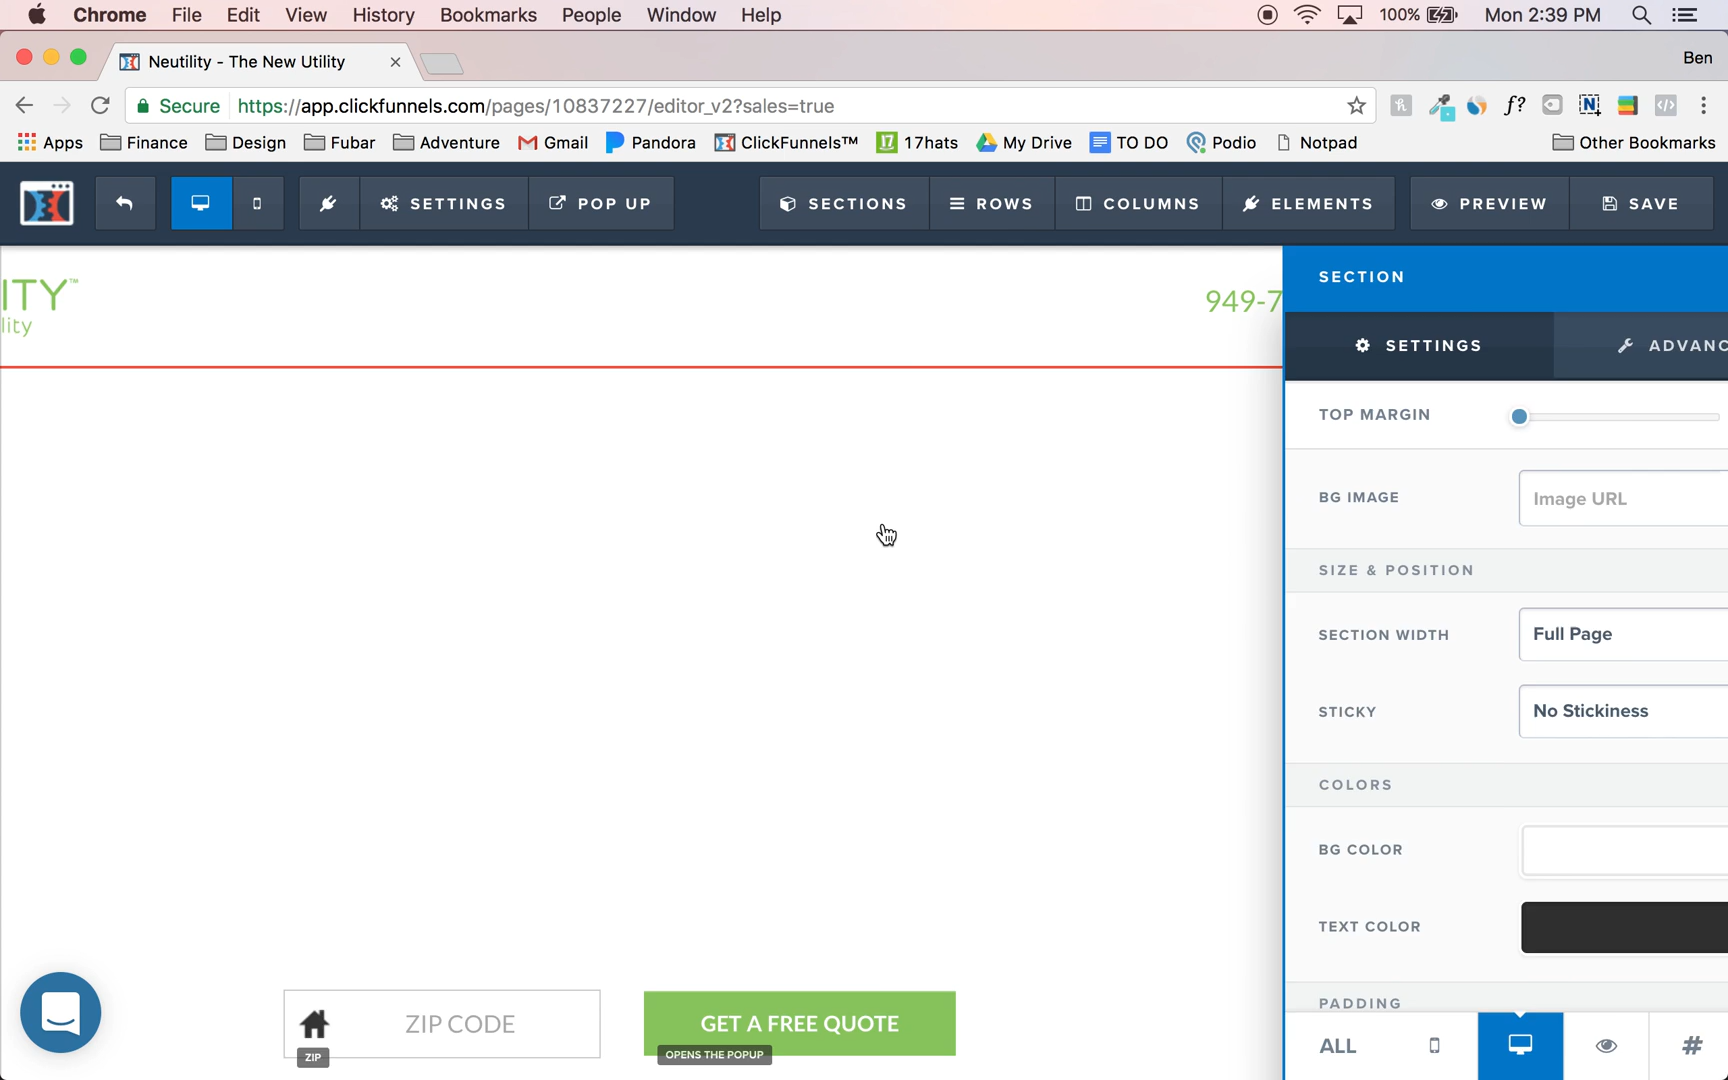 Chrome File Edit View History Bookmarks People Window Help 100% Mon 2:39 PM
Neutility - The New Utility Ben
Secure https://app.clickfunnels.com/pages/10837227/editor_v2?sales=true f?
Apps Finance Design Fubar Adventure Gmail Pandora ClickFunnels™ 17hats My Drive TO DO Podio Notpad Other Bookmarks
SETTINGS POP UP SECTIONS ROWS COLUMNS ELEMENTS PREVIEW SAVE
SECTION
ITY™
lity
949-7
SETTINGS ADVANC
TOP MARGIN
BG IMAGE Image URL
SIZE & POSITION
SECTION WIDTH Full Page
STICKY No Stickiness
COLORS
BG COLOR
TEXT COLOR
PADDING
ZIP CODE GET A FREE QUOTE
ZIP OPENS THE POPUP
ALL #